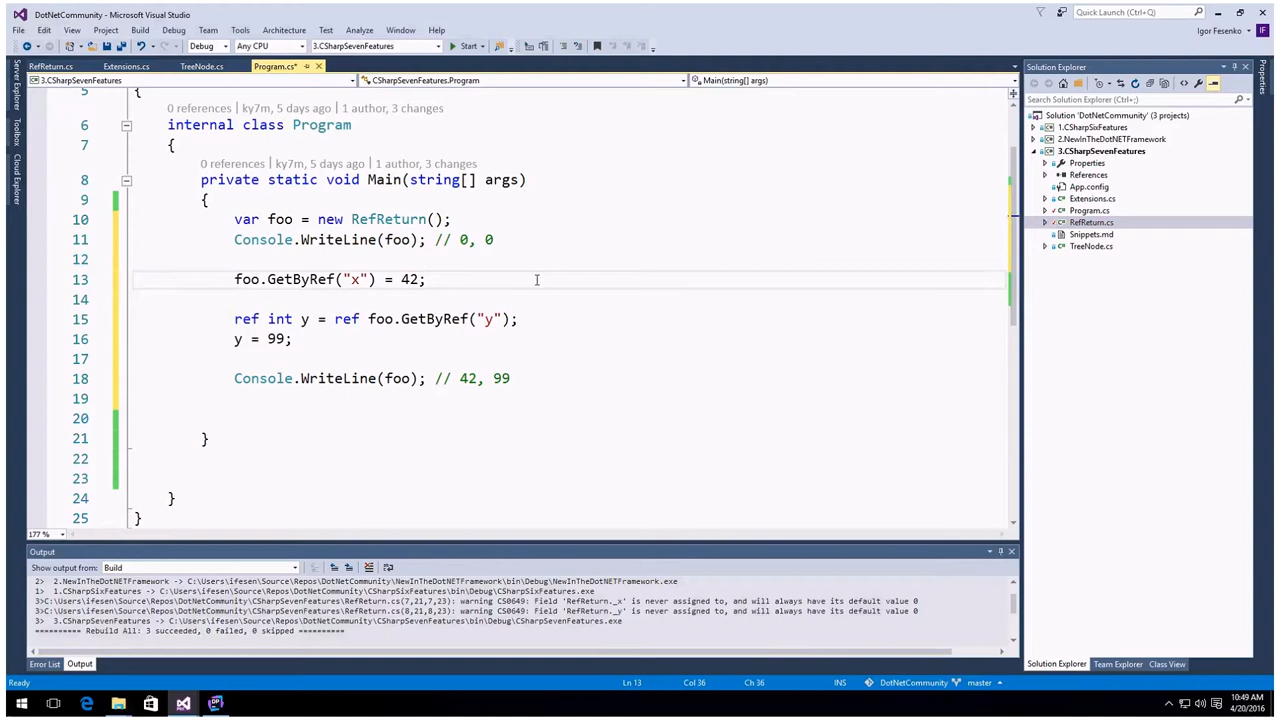 DotNetCommunity - Microsoft Visual Studio
Quick Launch (Ctrl+Q)
File Edit View Project Build Debug Team Tools Architecture Test Analyze Window Help
Igor Fesenko IF
Debug Any CPU 3.CSharpSevenFeatures Start
RefReturn.cs Extensions.cs TreeNode.cs Program.cs*
Solution Explorer
3.CSharpSevenFeatures CSharpSevenFeatures.Program Main(string[] args)
Server Explorer
Toolbox
Cloud Explorer
Properties
5 {
0 references | ky7m, 5 days ago | 1 author, 3 changes
6 internal class Program
7 {
0 references | ky7m, 5 days ago | 1 author, 3 changes
8 private static void Main(string[] args)
9 {
10 var foo = new RefReturn();
11 Console.WriteLine(foo); // 0, 0
12
13 foo.GetByRef("x") = 42;
14
15 ref int y = ref foo.GetByRef("y");
16 y = 99;
17
18 Console.WriteLine(foo); // 42, 99
19
20
21 }
22
23
24 }
25 }
177 %
Search Solution Explorer (Ctrl+;)
Solution 'DotNetCommunity' (3 projects)
1.CSharpSixFeatures
2.NewInTheDotNETFramework
3.CSharpSevenFeatures
Properties
References
App.config
Extensions.cs
Program.cs
RefReturn.cs
Snippets.md
TreeNode.cs
Output
Show output from: Build
2> 2.NewInTheDotNETFramework -> C:\Users\ifesen\Source\Repos\DotNetCommunity\NewInTheDotNETFramework\bin\Debug\NewInTheDotNETFramework.exe
1> 1.CSharpSixFeatures -> C:\Users\ifesen\Source\Repos\DotNetCommunity\CSharpSixFeatures\bin\Debug\CSharpSixFeatures.exe
3>C:\Users\ifesen\Source\Repos\DotNetCommunity\CSharpSevenFeatures\RefReturn.cs(7,21,7,23): warning CS0649: Field 'RefReturn._x' is never assigned to, and will always have its default value 0
3>C:\Users\ifesen\Source\Repos\DotNetCommunity\CSharpSevenFeatures\RefReturn.cs(8,21,8,23): warning CS0649: Field 'RefReturn._y' is never assigned to, and will always have its default value 0
3> 3.CSharpSevenFeatures -> C:\Users\ifesen\Source\Repos\DotNetCommunity\CSharpSevenFeatures\bin\Debug\CSharpSevenFeatures.exe
========== Rebuild All: 3 succeeded, 0 failed, 0 skipped ==========
Error List Output
Solution Explorer Team Explorer Class View
Ready Ln 13 Col 36 Ch 36 INS DotNetCommunity master
10:49 AM
4/20/2016